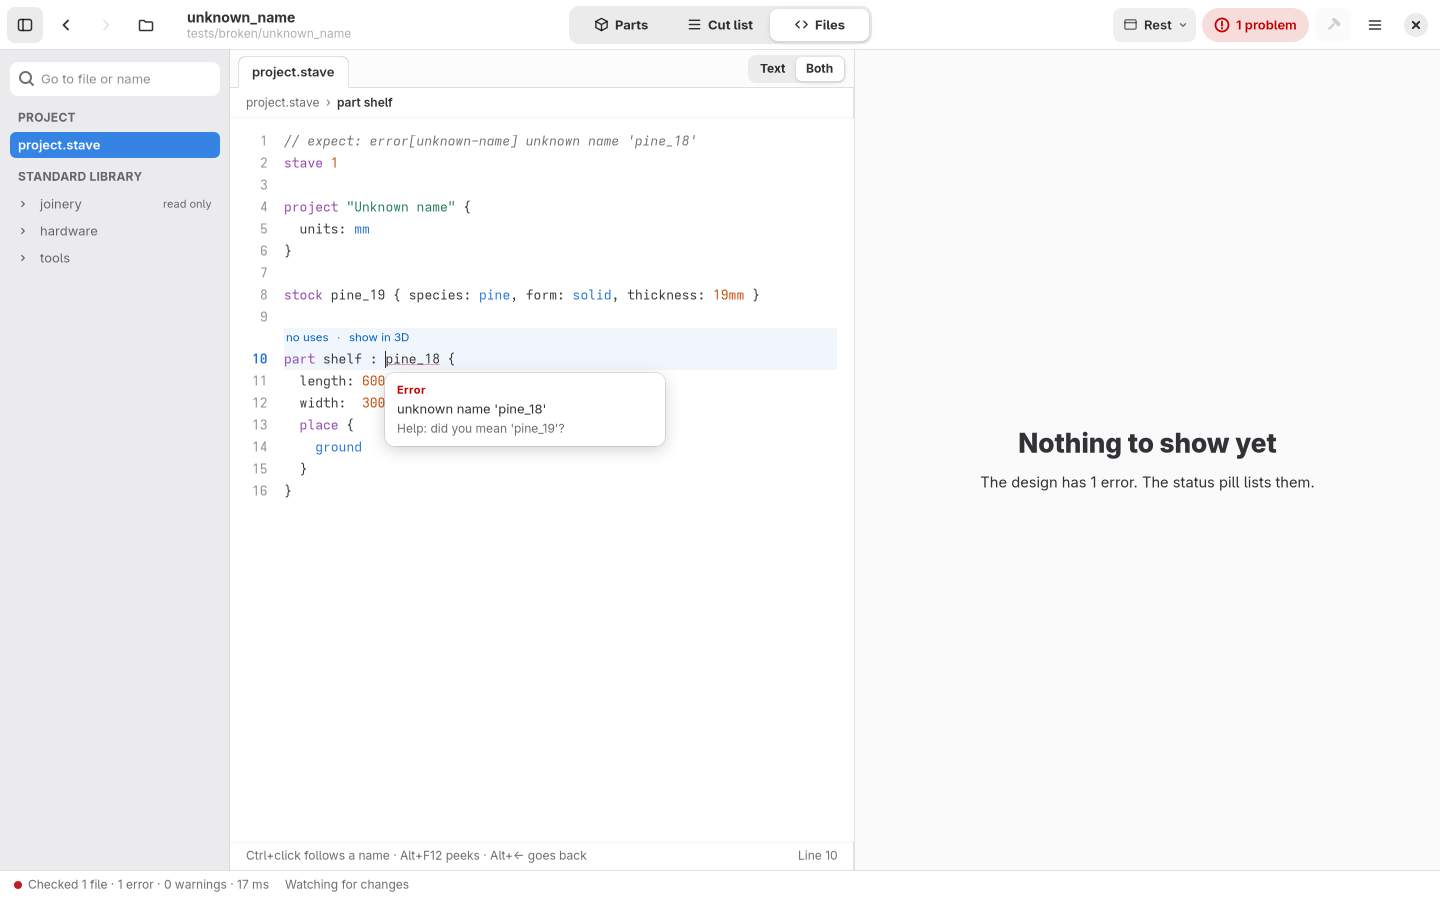 unknown_name
tests/broken/unknown_name
Parts
Cut list
Files
Rest
1 problem
Go to file or name
PROJECT
project.stave
STANDARD LIBRARY
joinery read only
hardware
tools
project.stave
Text Both
project.stave › part shelf
1 // expect: error[unknown-name] unknown name 'pine_18'
2 stave 1
3
4 project "Unknown name" {
5 units: mm
6 }
7
8 stock pine_19 { species: pine, form: solid, thickness: 19mm }
9
no uses · show in 3D
10 part shelf : pine_18 {
11 length: 600
12 width: 300
13 place {
14 ground
15 }
16 }
Error
unknown name 'pine_18'
Help: did you mean 'pine_19'?
Ctrl+click follows a name · Alt+F12 peeks · Alt+← goes back
Line 10
Nothing to show yet
The design has 1 error. The status pill lists them.
Checked 1 file · 1 error · 0 warnings · 17 ms
Watching for changes